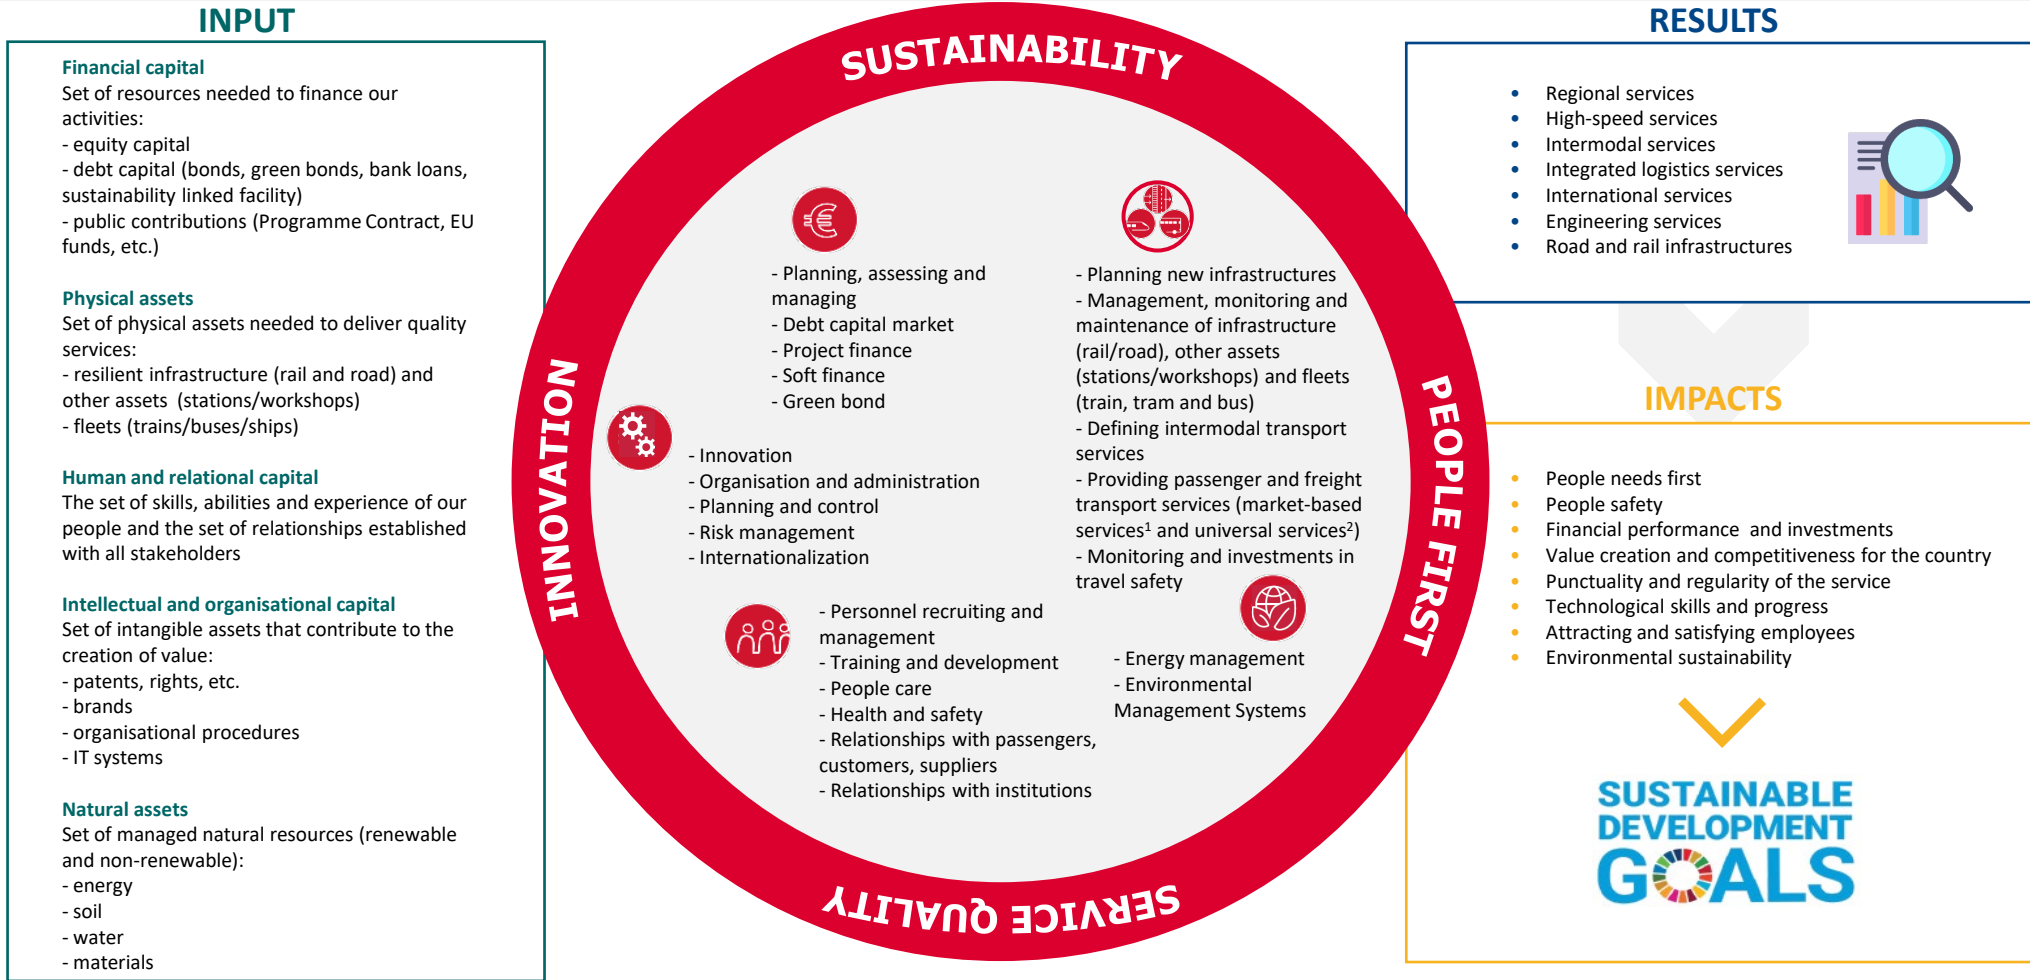 INPUT
Financial capital
Set of resources needed to finance our
activities:
- equity capital
- debt capital (bonds, green bonds, bank loans,
sustainability linked facility)
- public contributions (Programme Contract, EU
funds, etc.)
Physical assets
Set of physical assets needed to deliver quality
services:
- resilient infrastructure (rail and road) and
other assets (stations/workshops)
- fleets (trains/buses/ships)
Human and relational capital
The set of skills, abilities and experience of our
people and the set of relationships established
with all stakeholders
Intellectual and organisational capital
Set of intangible assets that contribute to the
creation of value:
- patents, rights, etc.
- brands
- organisational procedures
- IT systems
Natural assets
Set of managed natural resources (renewable
and non-renewable):
- energy
- soil
- water
- materials
SUSTAINABILITY
INNOVATION
PEOPLE FIRST
SERVICE QUALITY
- Planning, assessing and
managing
- Debt capital market
- Project finance
- Soft finance
- Green bond
- Planning new infrastructures
- Management, monitoring and
maintenance of infrastructure
(rail/road), other assets
(stations/workshops) and fleets
(train, tram and bus)
- Defining intermodal transport
services
- Providing passenger and freight
transport services (market-based
services¹ and universal services²)
- Monitoring and investments in
travel safety
- Innovation
- Organisation and administration
- Planning and control
- Risk management
- Internationalization
- Personnel recruiting and
management
- Training and development
- People care
- Health and safety
- Relationships with passengers,
customers, suppliers
- Relationships with institutions
- Energy management
- Environmental
Management Systems
RESULTS
• Regional services
• High-speed services
• Intermodal services
• Integrated logistics services
• International services
• Engineering services
• Road and rail infrastructures
IMPACTS
• People needs first
• People safety
• Financial performance and investments
• Value creation and competitiveness for the country
• Punctuality and regularity of the service
• Technological skills and progress
• Attracting and satisfying employees
• Environmental sustainability
SUSTAINABLE
DEVELOPMENT
GOALS